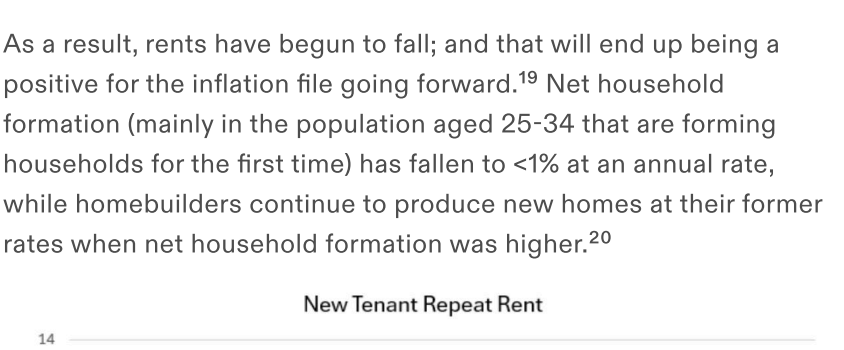 As a result, rents have begun to fall; and that will end up being a
positive for the inflation file going forward.¹⁹ Net household
formation (mainly in the population aged 25-34 that are forming
households for the first time) has fallen to <1% at an annual rate,
while homebuilders continue to produce new homes at their former
rates when net household formation was higher.²⁰
New Tenant Repeat Rent
14